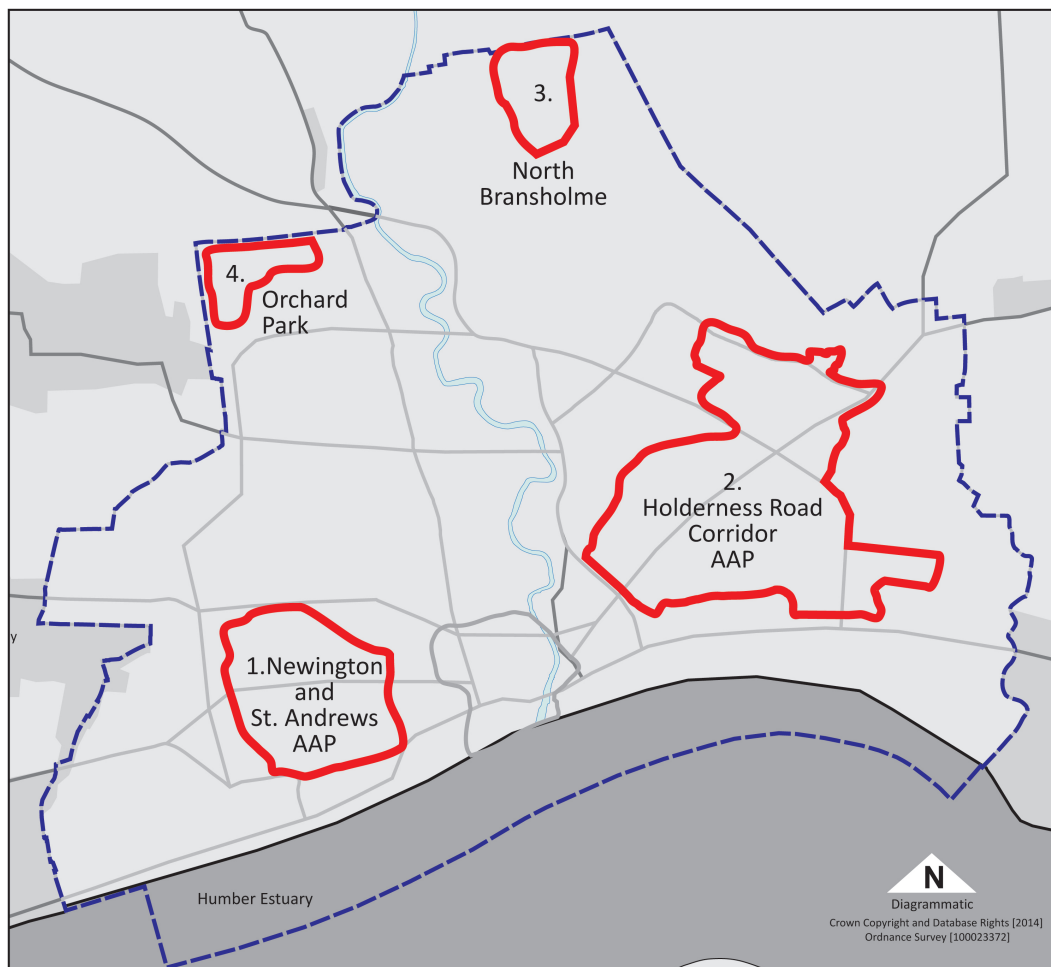 3.
North
Bransholme
4.
Orchard
Park
2.
Holderness Road
Corridor
AAP
y
1.Newington
and
St. Andrews
AAP
Humber Estuary
N
Diagrammatic
Crown Copyright and Database Rights [2014]
Ordnance Survey [100023372]